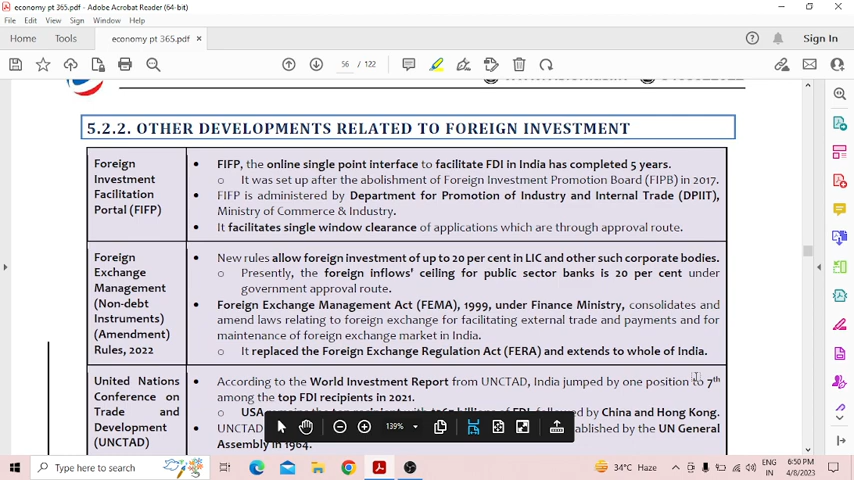 economy pt 365.pdf - Adobe Acrobat Reader (64-bit)
File Edit View Sign Window Help
Home Tools economy pt 365.pdf × Sign In
56 / 122
5.2.2. OTHER DEVELOPMENTS RELATED TO FOREIGN INVESTMENT
Foreign
Investment
Facilitation
Portal (FIFP)
• FIFP, the online single point interface to facilitate FDI in India has completed 5 years.
o It was set up after the abolishment of Foreign Investment Promotion Board (FIPB) in 2017.
• FIFP is administered by Department for Promotion of Industry and Internal Trade (DPIIT),
Ministry of Commerce & Industry.
• It facilitates single window clearance of applications which are through approval route.
Foreign
Exchange
Management
(Non-debt
Instruments)
(Amendment)
Rules, 2022
• New rules allow foreign investment of up to 20 per cent in LIC and other such corporate bodies.
o Presently, the foreign inflows' ceiling for public sector banks is 20 per cent under
government approval route.
• Foreign Exchange Management Act (FEMA), 1999, under Finance Ministry, consolidates and
amend laws relating to foreign exchange for facilitating external trade and payments and for
maintenance of foreign exchange market in India.
o It replaced the Foreign Exchange Regulation Act (FERA) and extends to whole of India.
United Nations
Conference on
Trade and
Development
(UNCTAD)
• According to the World Investment Report from UNCTAD, India jumped by one position to 7th
among the top FDI recipients in 2021.
o USA remains the top recipient with billions of FDI, followed by China and Hong Kong.
• UNCTAD established by the UN General
Assembly in 1964.
139%
Type here to search
34°C Haze
ENG
IN
6:50 PM
4/8/2023